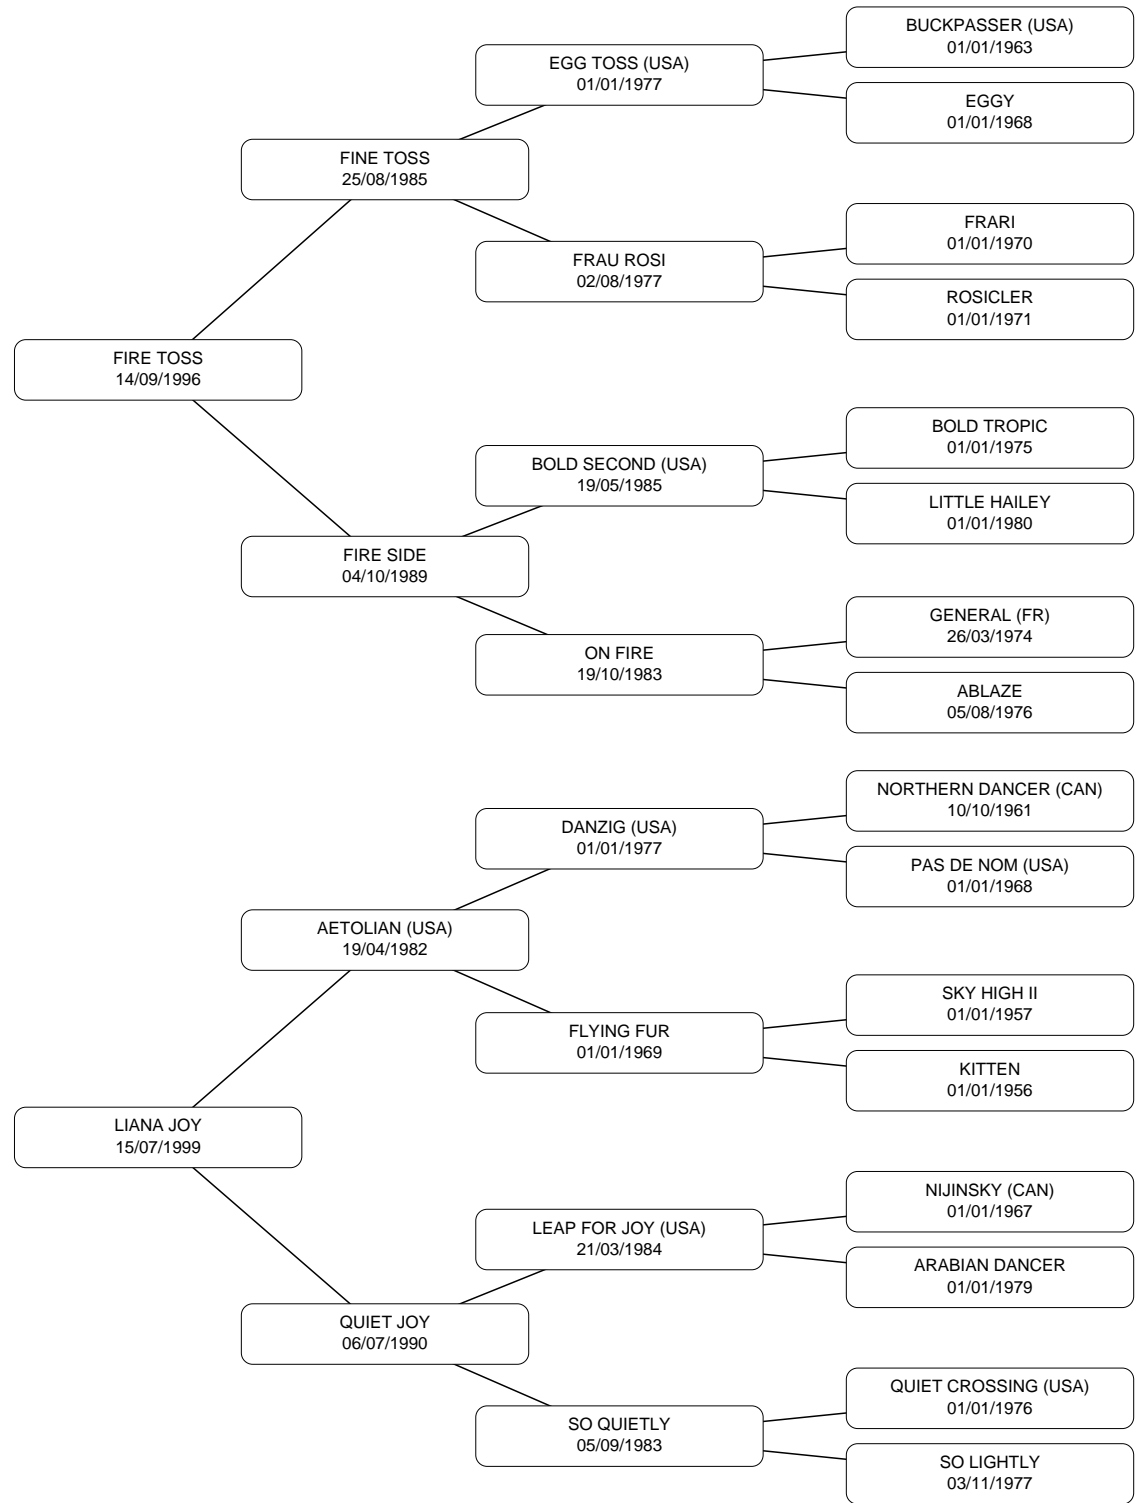 BUCKPASSER (USA)
01/01/1963
EGG TOSS (USA)
01/01/1977
EGGY
01/01/1968
FINE TOSS
25/08/1985
FRARI
01/01/1970
FRAU ROSI
02/08/1977
ROSICLER
01/01/1971
FIRE TOSS
14/09/1996
BOLD TROPIC
01/01/1975
BOLD SECOND (USA)
19/05/1985
LITTLE HAILEY
01/01/1980
FIRE SIDE
04/10/1989
GENERAL (FR)
26/03/1974
ON FIRE
19/10/1983
ABLAZE
05/08/1976
NORTHERN DANCER (CAN)
10/10/1961
DANZIG (USA)
01/01/1977
PAS DE NOM (USA)
01/01/1968
AETOLIAN (USA)
19/04/1982
SKY HIGH II
01/01/1957
FLYING FUR
01/01/1969
KITTEN
01/01/1956
LIANA JOY
15/07/1999
NIJINSKY (CAN)
01/01/1967
LEAP FOR JOY (USA)
21/03/1984
ARABIAN DANCER
01/01/1979
QUIET JOY
06/07/1990
QUIET CROSSING (USA)
01/01/1976
SO QUIETLY
05/09/1983
SO LIGHTLY
03/11/1977